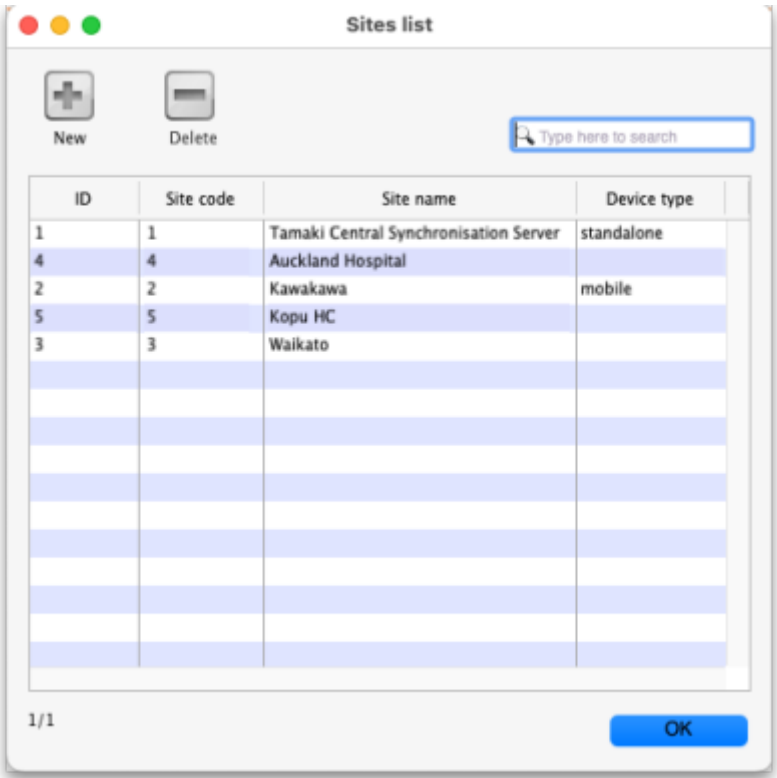 Sites list
New Delete
Type here to search
ID Site code Site name Device type
1 1 Tamaki Central Synchronisation Server standalone
4 4 Auckland Hospital
2 2 Kawakawa mobile
5 5 Kopu HC
3 3 Waikato
1/1
OK